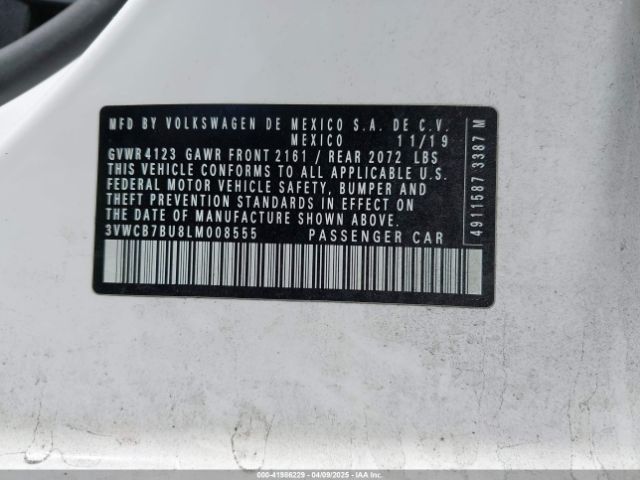 MFD BY VOLKSWAGEN DE MEXICO S.A. DE C.V.
MEXICO 11/19
GVWR 4123 GAWR FRONT 2161 / REAR 2072 LBS
THIS VEHICLE CONFORMS TO ALL APPLICABLE U.S.
FEDERAL MOTOR VEHICLE SAFETY, BUMPER AND
THEFT PREVENTION STANDARDS IN EFFECT ON THE
DATE OF MANUFACTURE SHOWN ABOVE.
3VWCB7BU8LM008555 PASSENGER CAR
4911587 3387 M
000-41986229 - 04/09/2025 - IAAI.COM